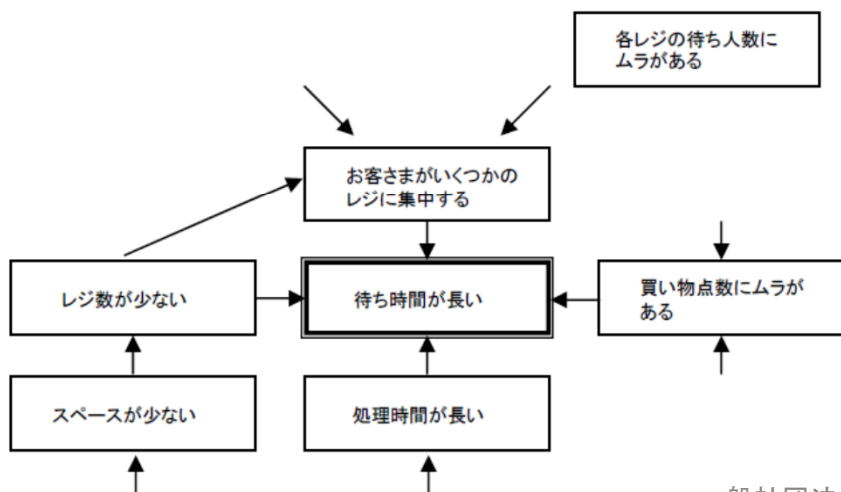 各レジの待ち人数に
ムラがある
お客さまがいくつかの
レジに集中する
レジ数が少ない
待ち時間が長い
買い物点数にムラが
ある
スペースが少ない
処理時間が長い